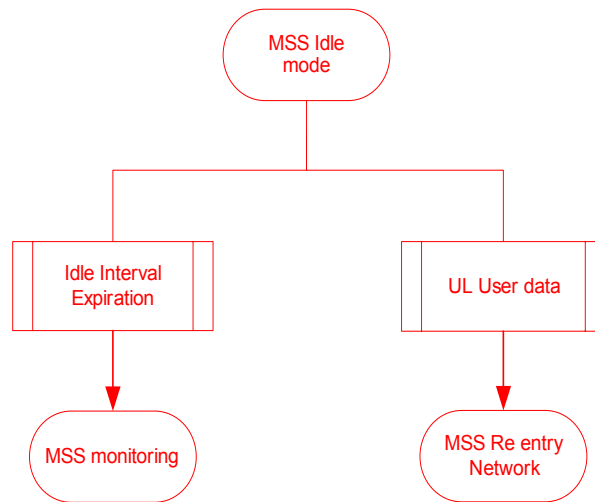 MSS Idle
mode
Idle Interval
Expiration
UL User data
MSS monitoring
MSS Re entry
Network